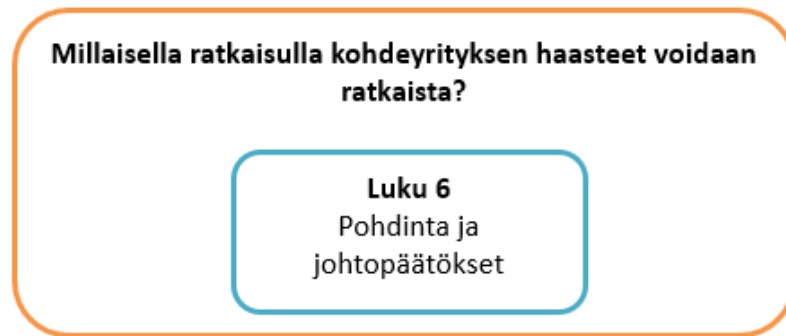 Millaisella ratkaisulla kohdeyrityksen haasteet voidaan
ratkaista?
Luku 6
Pohdinta ja
johtopäätökset